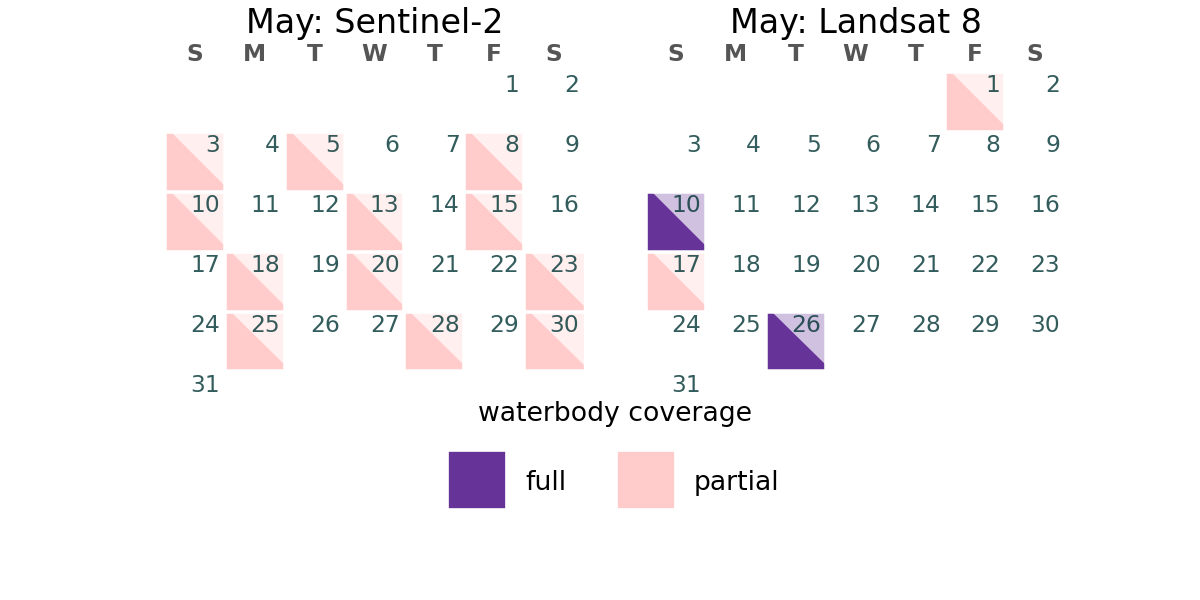 May: Sentinel-2
S M T W T F S
1 2
3 4 5 6 7 8 9
10 11 12 13 14 15 16
17 18 19 20 21 22 23
24 25 26 27 28 29 30
31
May: Landsat 8
S M T W T F S
1 2
3 4 5 6 7 8 9
10 11 12 13 14 15 16
17 18 19 20 21 22 23
24 25 26 27 28 29 30
31
waterbody coverage
full partial